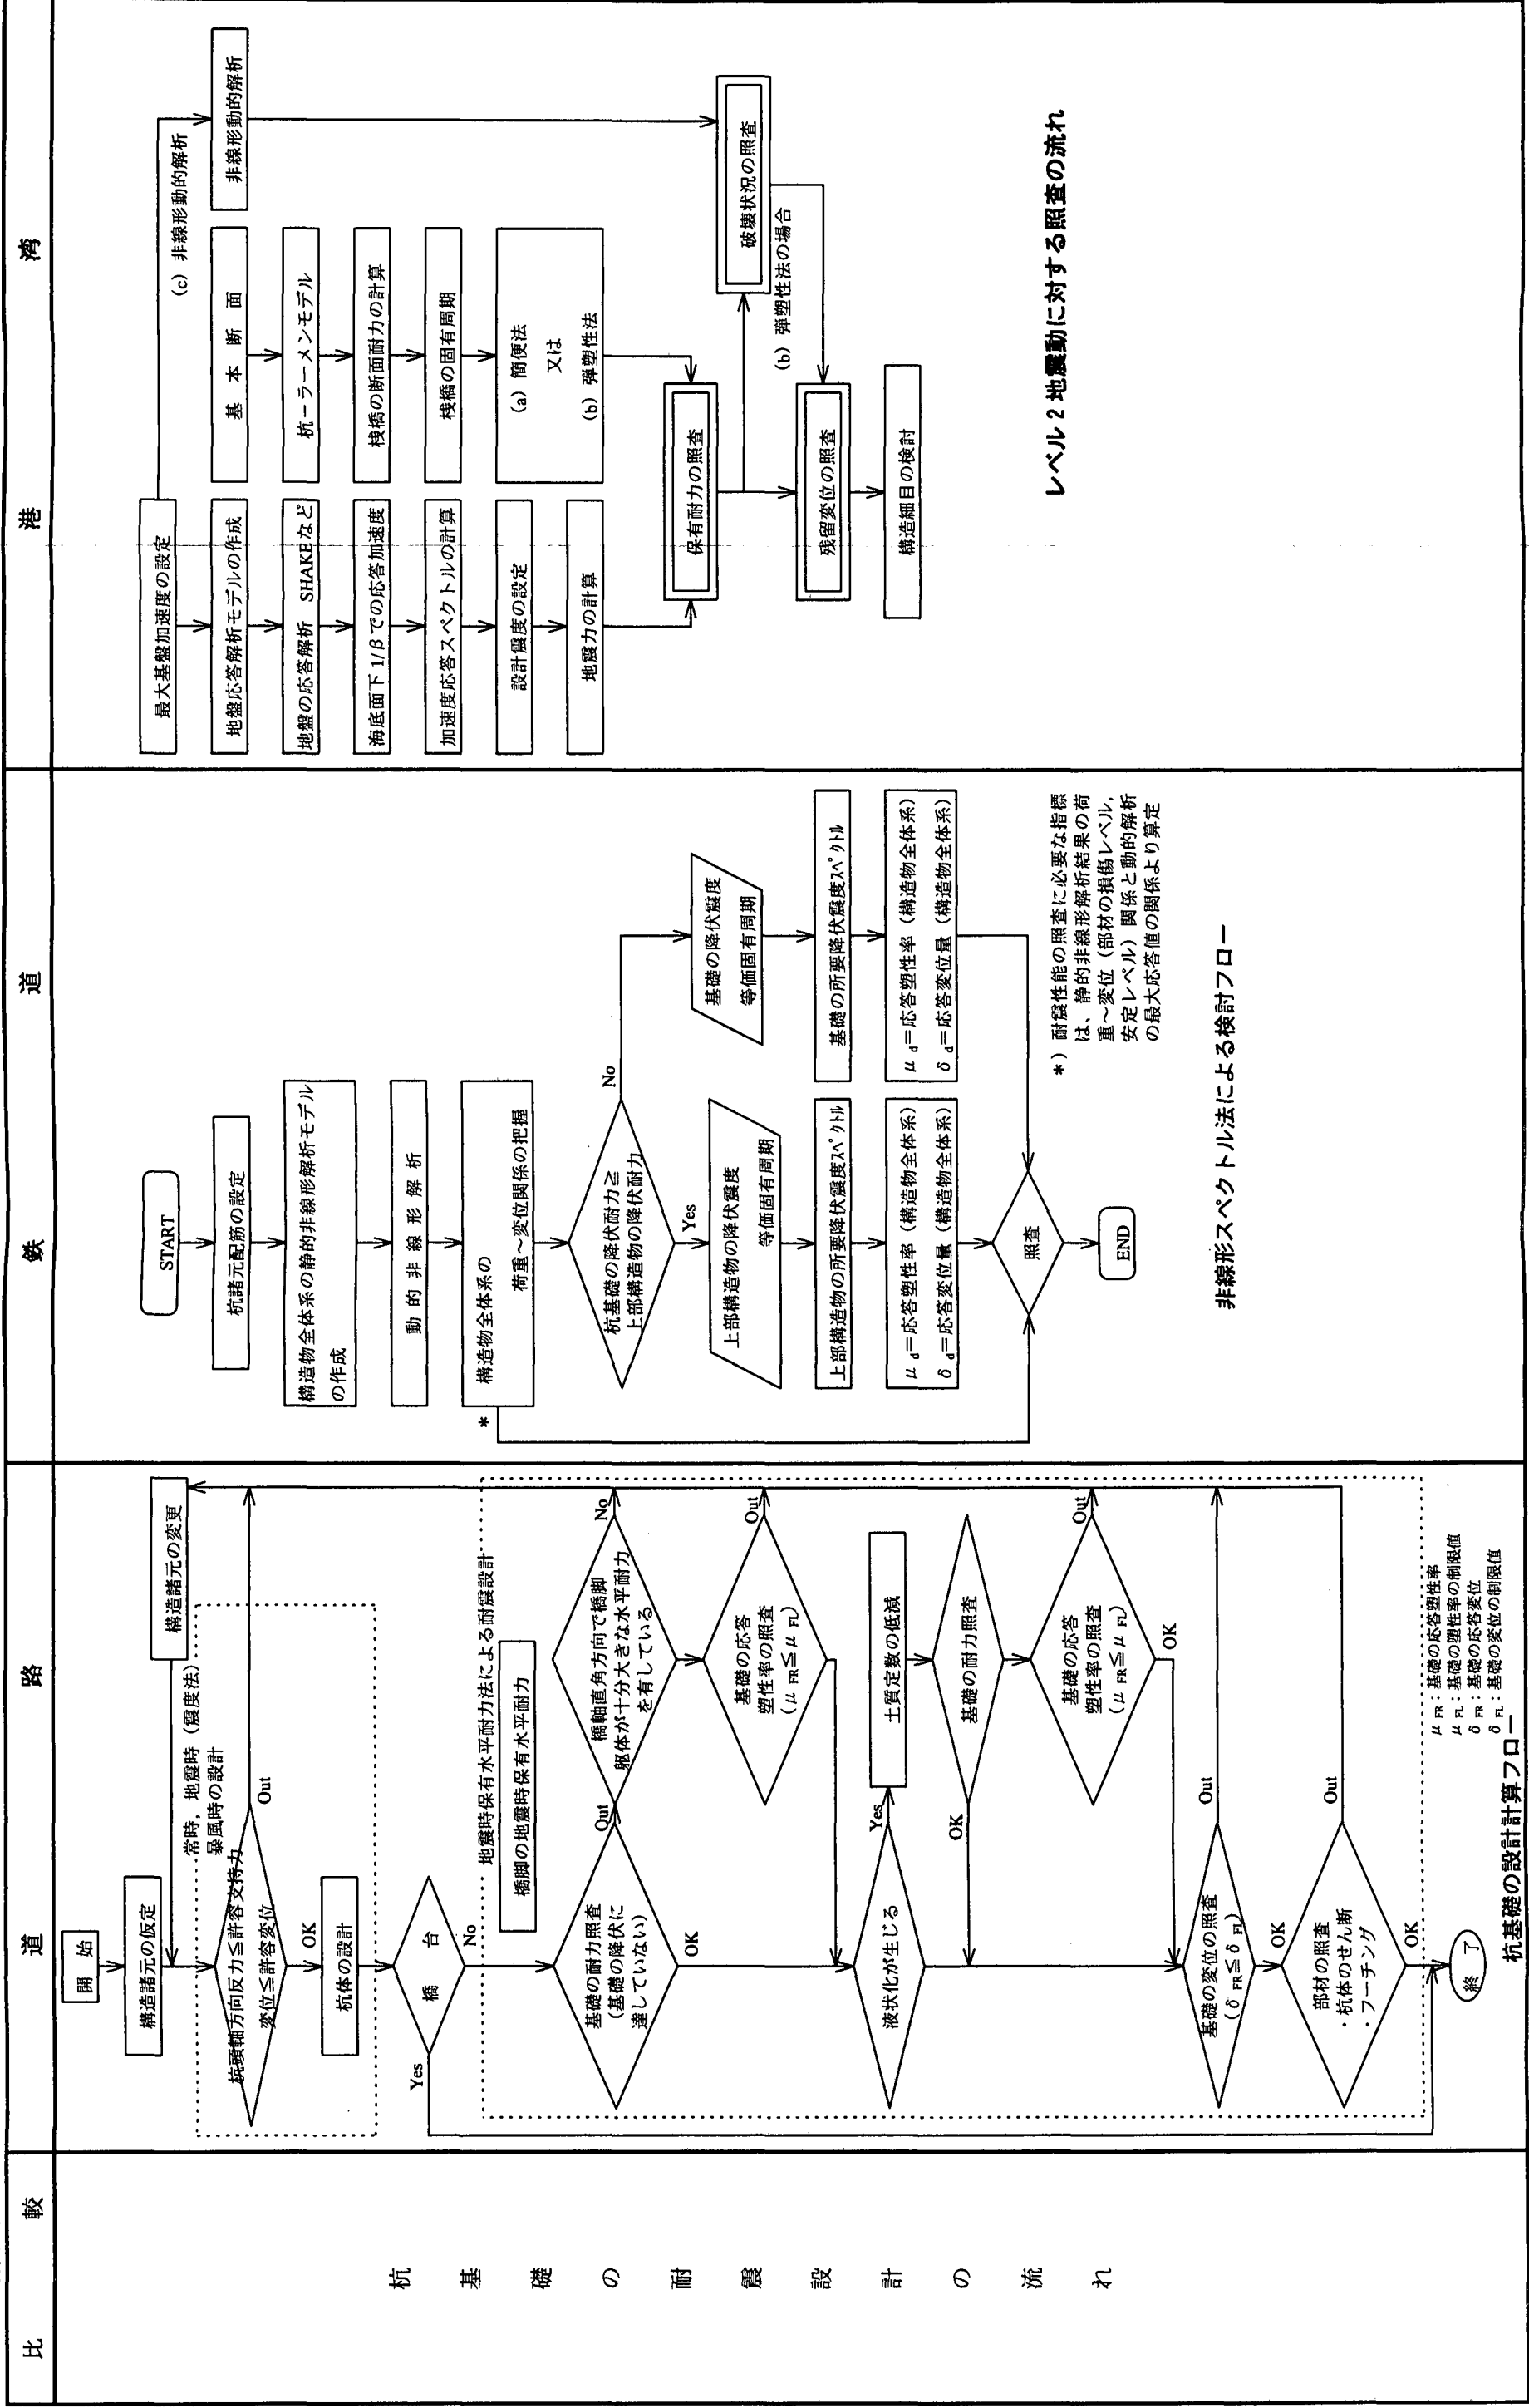 比較
道路
鉄道
港湾
杭基礎の耐震設計の流れ
開始
構造諸元の仮定
構造諸元の変更
常時，地震時（震度法）
暴風時の設計
杭頭軸方向反力≦許容支持力
変位≦許容変位
Out
OK
杭体の設計
橋台
Yes
No
地震時保有水平耐力法による耐震設計
橋脚の地震時保有水平耐力
基礎の耐力照査
(基礎の降伏に
達していない)
Out
OK
橋軸直角方向で橋脚
躯体が十分大きな水平耐力
を有している
No
基礎の応答
塑性率の照査
(μFR≦μFL)
Out
液状化が生じる
Yes
土質定数の低減
基礎の耐力照査
OK
基礎の応答
塑性率の照査
(μFR≦μFL)
Out
OK
基礎の変位の照査
(δFR≦δFL)
Out
OK
部材の照査
・杭体のせん断
・フーチング
Out
OK
終了
μFR：基礎の応答塑性率
μFL：基礎の塑性率の制限値
δFR：基礎の応答変位
δFL：基礎の変位の制限値
杭基礎の設計計算フロー
START
杭諸元配筋の設定
構造物全体系の静的非線形解析モデル
の作成
動的非線形解析
構造物全体系の
荷重～変位関係の把握
*
杭基礎の降伏耐力≧
上部構造物の降伏耐力
No
Yes
上部構造物の降伏震度
等価固有周期
基礎の降伏震度
等価固有周期
上部構造物の所要降伏震度スペクトル
基礎の所要降伏震度スペクトル
μd＝応答塑性率（構造物全体系）
δd＝応答変位量（構造物全体系）
μd＝応答塑性率（構造物全体系）
δd＝応答変位量（構造物全体系）
照査
END
*）耐震性能の照査に必要な指標
は、静的非線形解析結果の荷
重～変位（部材の損傷レベル,
安定レベル）関係と動的解析
の最大応答値の関係より算定
非線形スペクトル法による検討フロー
最大基盤加速度の設定
(c) 非線形動的解析
地盤応答解析モデルの作成
基本断面
非線形動的解析
地盤の応答解析 SHAKEなど
杭－ラーメンモデル
海底面下1/βでの応答加速度
桟橋の断面耐力の計算
加速度応答スペクトルの計算
桟橋の固有周期
設計震度の設定
(a) 簡便法
又は
(b) 弾塑性法
地震力の計算
保有耐力の照査
破壊状況の照査
(b) 弾塑性法の場合
残留変位の照査
構造細目の検討
レベル2地震動に対する照査の流れ